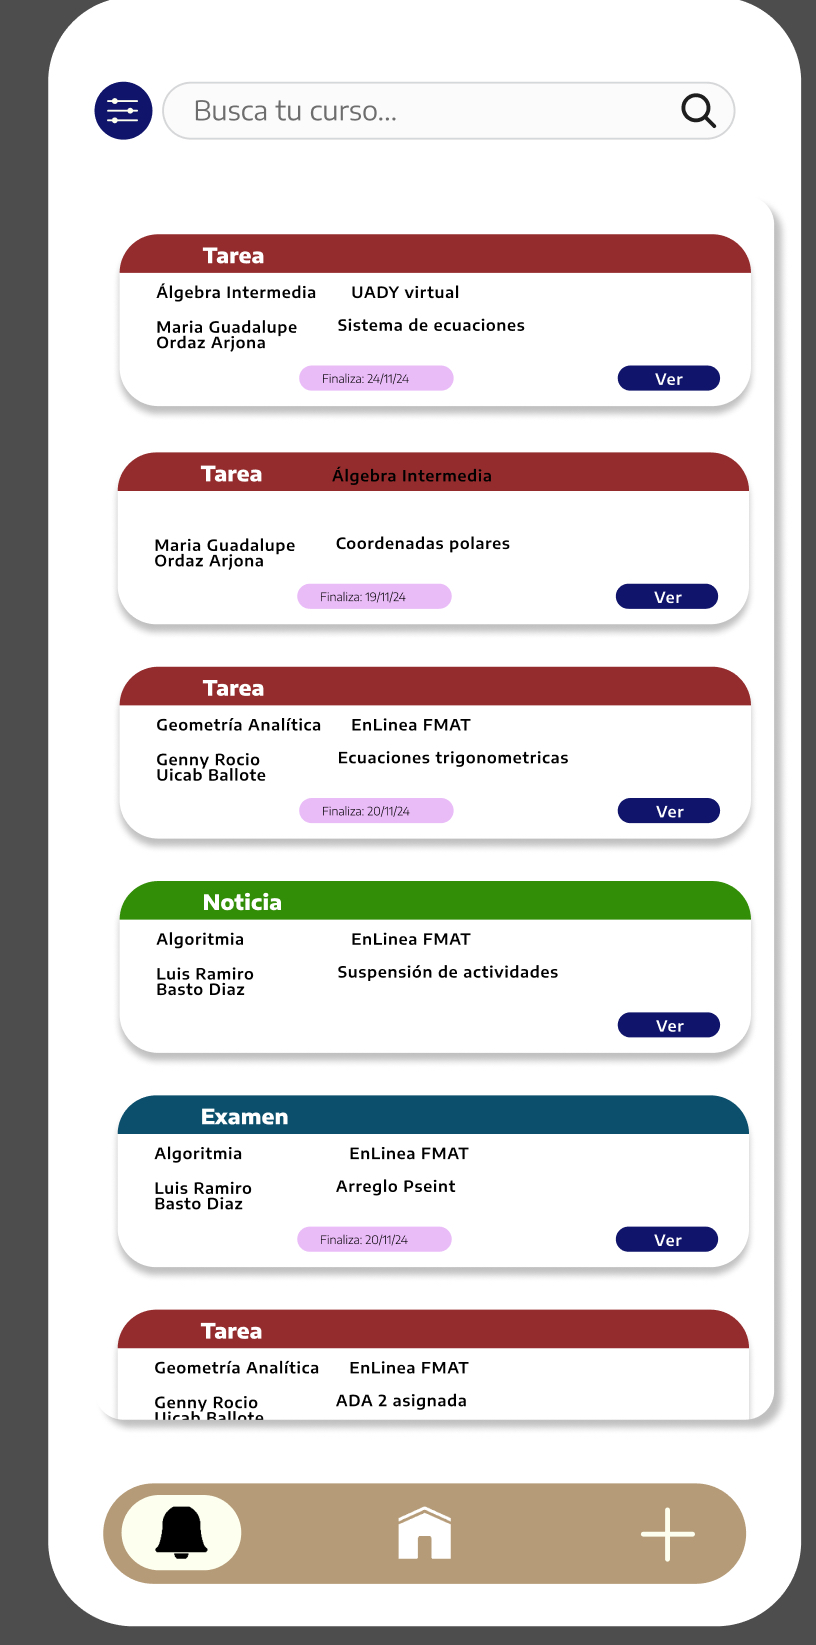 Busca tu curso...
Tarea
Álgebra Intermedia UADY virtual
Maria Guadalupe Sistema de ecuaciones
Ordaz Arjona
Finaliza: 24/11/24 Ver
Tarea Álgebra Intermedia
Maria Guadalupe Coordenadas polares
Ordaz Arjona
Finaliza: 19/11/24 Ver
Tarea
Geometría Analítica EnLinea FMAT
Genny Rocio Ecuaciones trigonometricas
Uicab Ballote
Finaliza: 20/11/24 Ver
Noticia
Algoritmia EnLinea FMAT
Luis Ramiro Suspensión de actividades
Basto Diaz
Ver
Examen
Algoritmia EnLinea FMAT
Luis Ramiro Arreglo Pseint
Basto Diaz
Finaliza: 20/11/24 Ver
Tarea
Geometría Analítica EnLinea FMAT
Genny Rocio ADA 2 asignada
Uicab Ballote